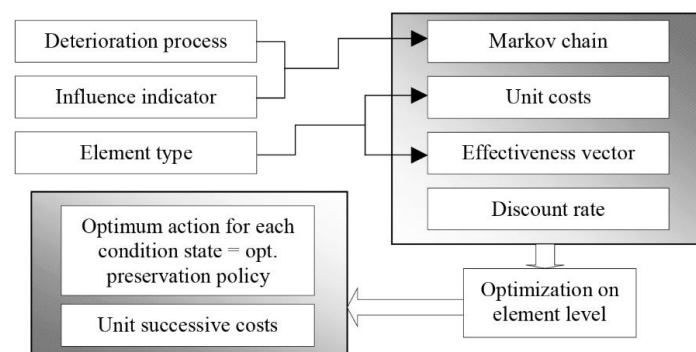 Deterioration process
Influence indicator
Element type
Markov chain
Unit costs
Effectiveness vector
Discount rate
Optimization on
element level
Optimum action for each
condition state = opt.
preservation policy
Unit successive costs